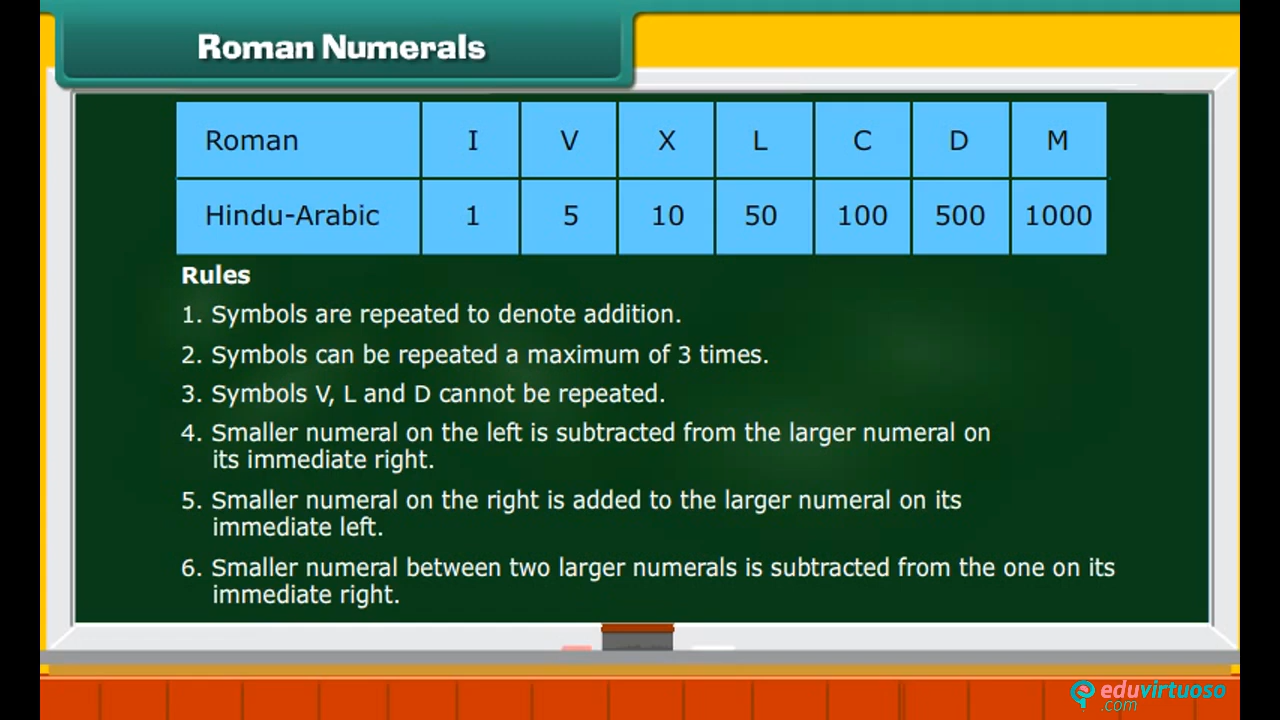 Roman Numerals
Roman I V X L C D M
Hindu-Arabic 1 5 10 50 100 500 1000
Rules
1. Symbols are repeated to denote addition.
2. Symbols can be repeated a maximum of 3 times.
3. Symbols V, L and D cannot be repeated.
4. Smaller numeral on the left is subtracted from the larger numeral on
its immediate right.
5. Smaller numeral on the right is added to the larger numeral on its
immediate left.
6. Smaller numeral between two larger numerals is subtracted from the one on its
immediate right.
eduvirtuoso
.com